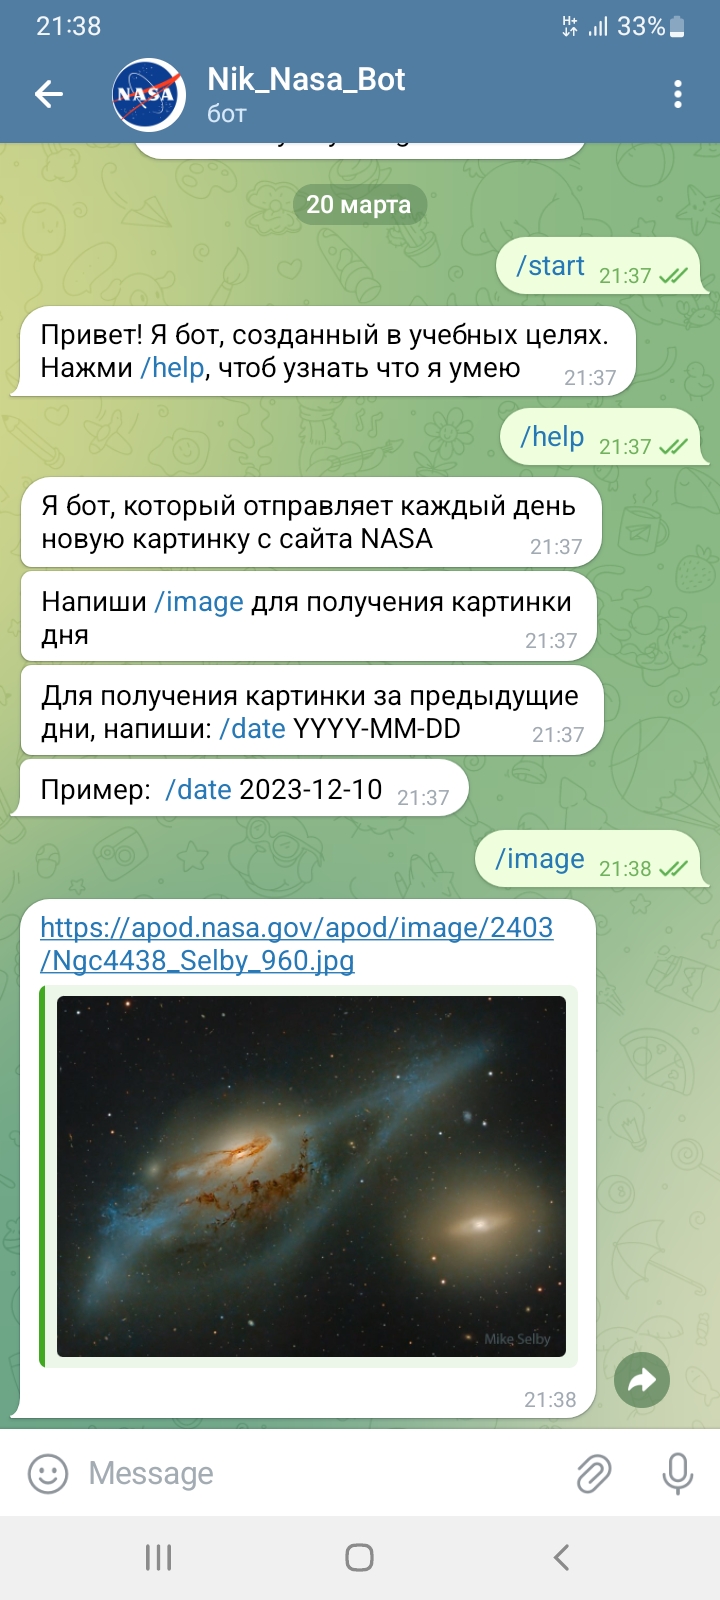 21:38
33%
NASA
Nik_Nasa_Bot
бот
20 марта
/start 21:37
Привет! Я бот, созданный в учебных целях.
Нажми /help, чтоб узнать что я умею 21:37
/help 21:37
Я бот, который отправляет каждый день
новую картинку с сайта NASA 21:37
Напиши /image для получения картинки
дня 21:37
Для получения картинки за предыдущие
дни, напиши: /date YYYY-MM-DD 21:37
Пример:  /date 2023-12-10 21:37
/image 21:38
https://apod.nasa.gov/apod/image/2403
/Ngc4438_Selby_960.jpg
Mike Selby
21:38
Message